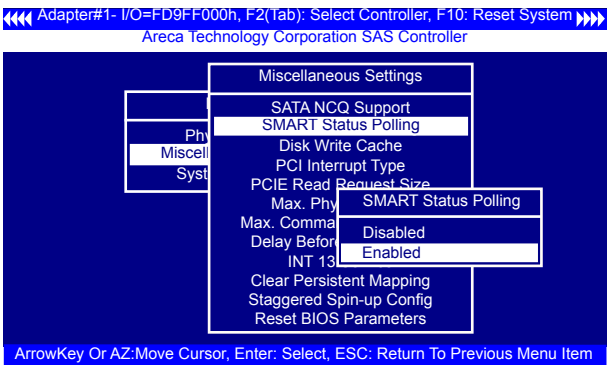 Adapter#1- I/O=FD9FF000h, F2(Tab): Select Controller, F10: Reset System
Areca Technology Corporation SAS Controller
Miscellaneous Settings
SATA NCQ Support
SMART Status Polling
Disk Write Cache
PCI Interrupt Type
PCIE Read Request Size
Max. Phy
Max. Comma
Delay Befor
INT 13
Clear Persistent Mapping
Staggered Spin-up Config
Reset BIOS Parameters
Phy
Miscell
Syst
SMART Status Polling
Disabled
Enabled
ArrowKey Or AZ:Move Cursor, Enter: Select, ESC: Return To Previous Menu Item